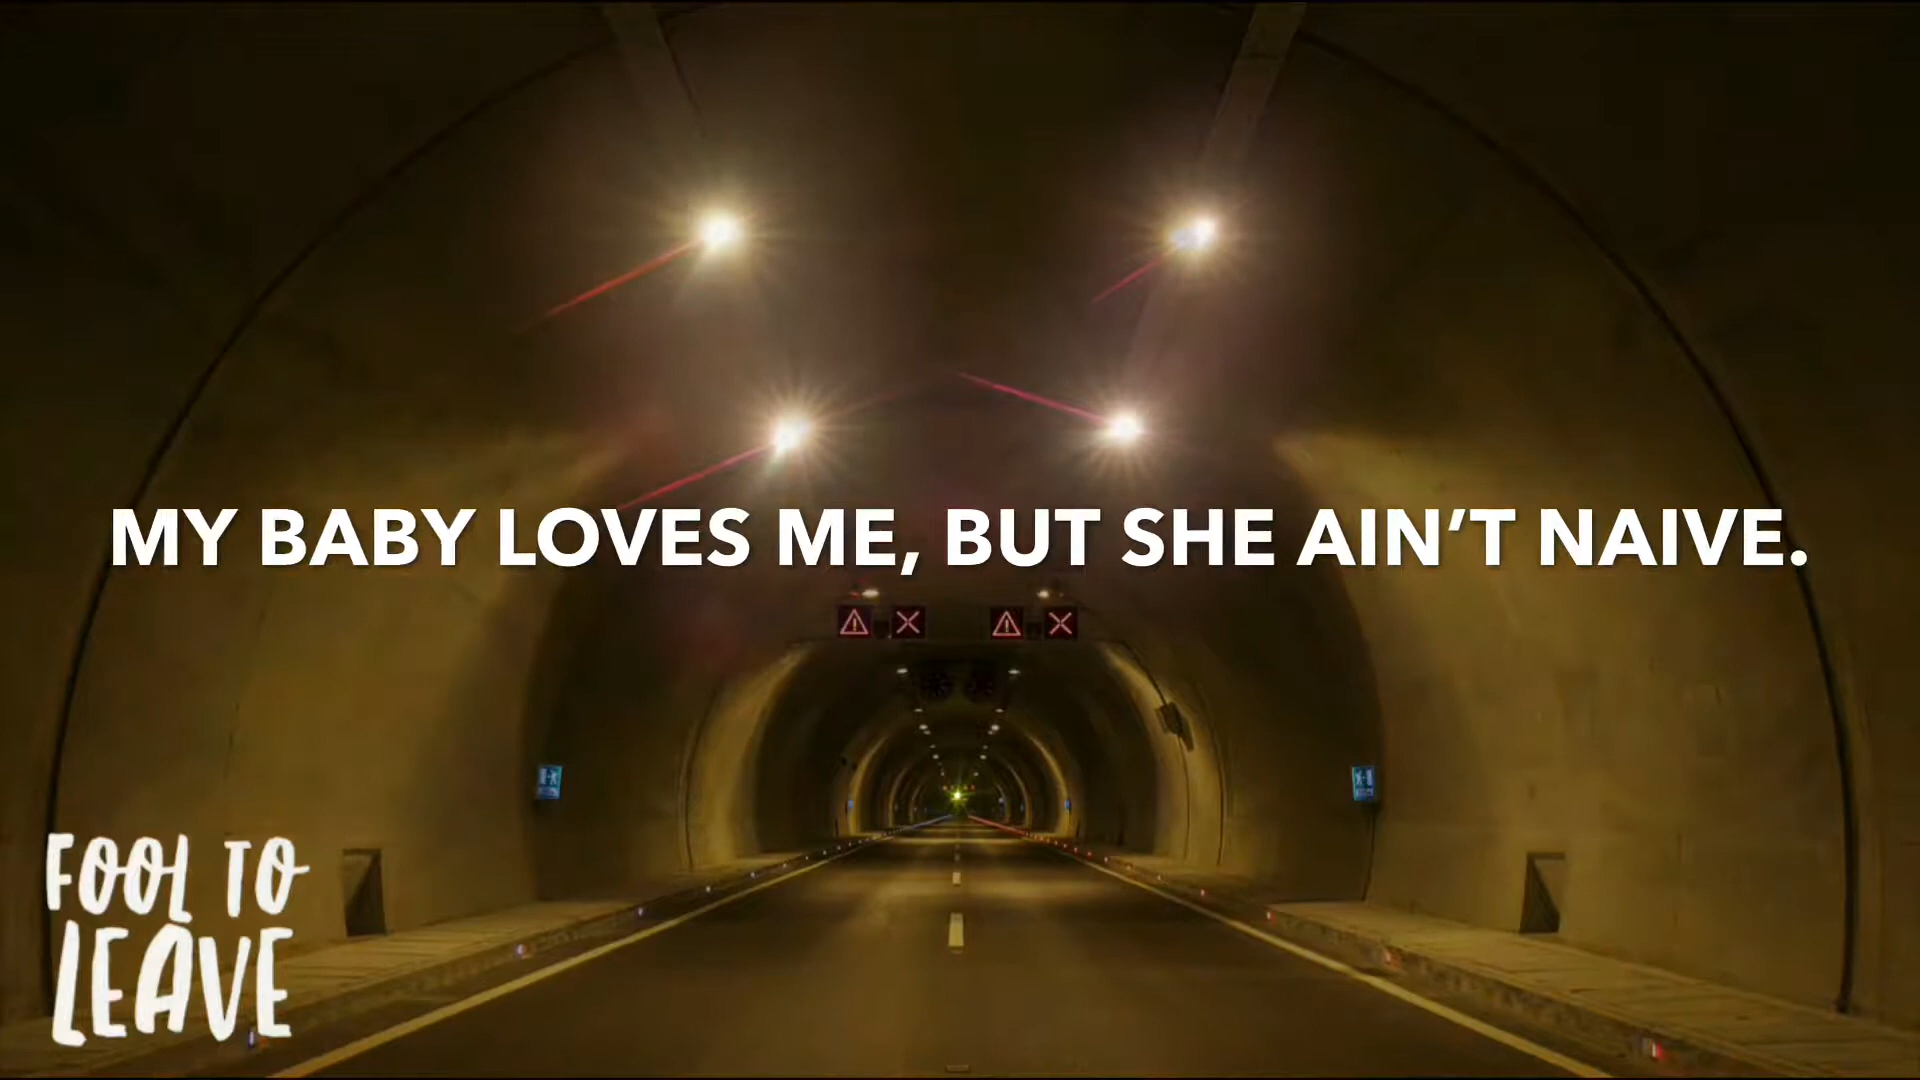 MY BABY LOVES ME, BUT SHE AIN’T NAIVE.
FOOL TO
LEAVE